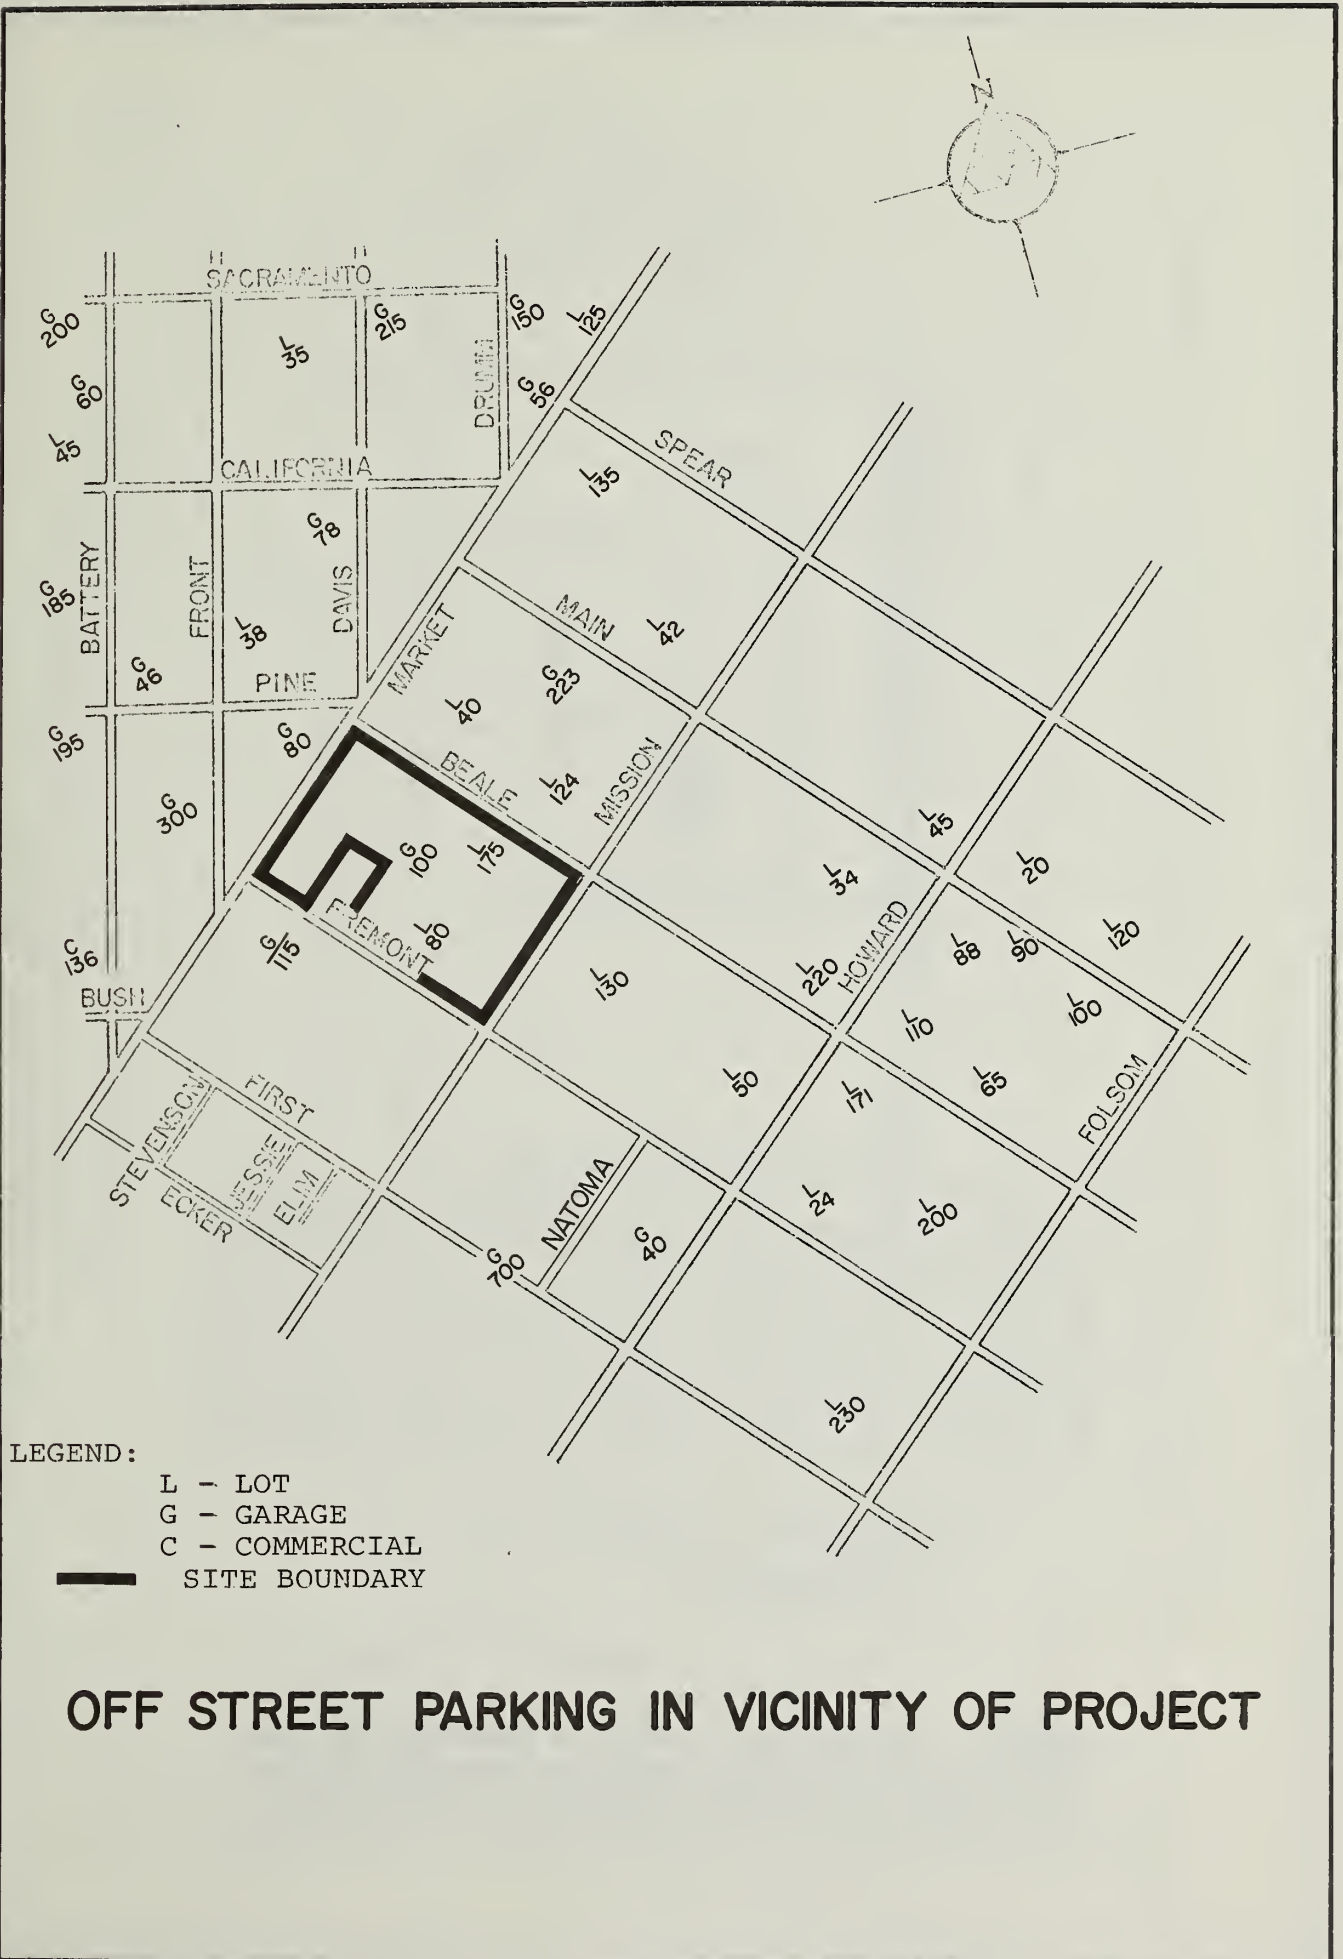 N
SACRAMENTO
G
200
G
215
G
150
L
125
L
35
G
60
DRUMM
G
56
L
45
SPEAR
CALIFORNIA
L
135
G
78
BATTERY
FRONT
DAVIS
G
185
MAIN
L
42
L
38
MARKET
G
46
PINE
G
223
L
40
G
195
G
80
BEALE
L
124
MISSION
G
300
L
45
G
100
L
175
L
34
L
20
FREMONT
L
80
HOWARD
L
88
L
90
L
120
G
115
C
136
L
130
L
220
BUSH
L
110
L
100
L
50
L
171
L
65
FOLSOM
FIRST
STEVENSON
JESSIE
ELIM
ECKER
NATOMA
L
24
L
200
G
40
G
700
L
230
LEGEND:
L - LOT
G - GARAGE
C - COMMERCIAL
SITE BOUNDARY
OFF STREET PARKING IN VICINITY OF PROJECT